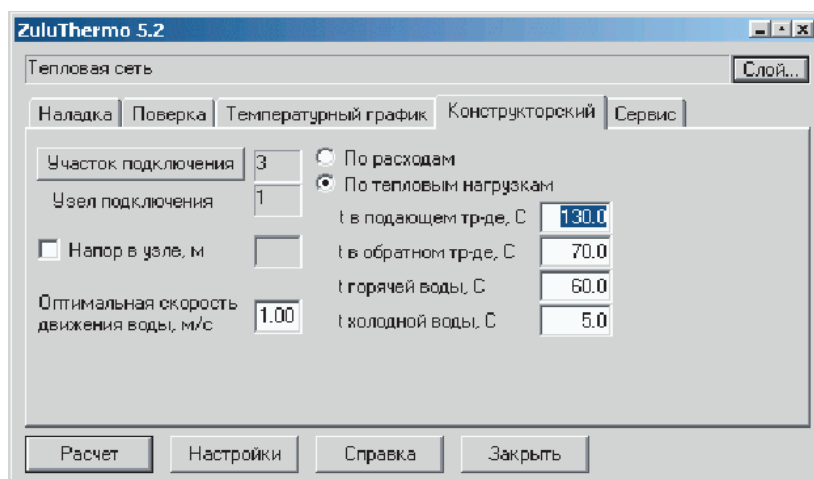 ZuluThermo 5.2
Тепловая сеть
Слой...
Наладка Поверка Температурный график Конструкторский Сервис
Участок подключения 3 По расходам
Узел подключения 1 По тепловым нагрузкам
t в подающем тр-де, С 130.0
Напор в узле, м t в обратном тр-де, С 70.0
t горячей воды, С 60.0
Оптимальная скорость
движения воды, м/с 1.00 t холодной воды, С 5.0
Расчет Настройки Справка Закрыть